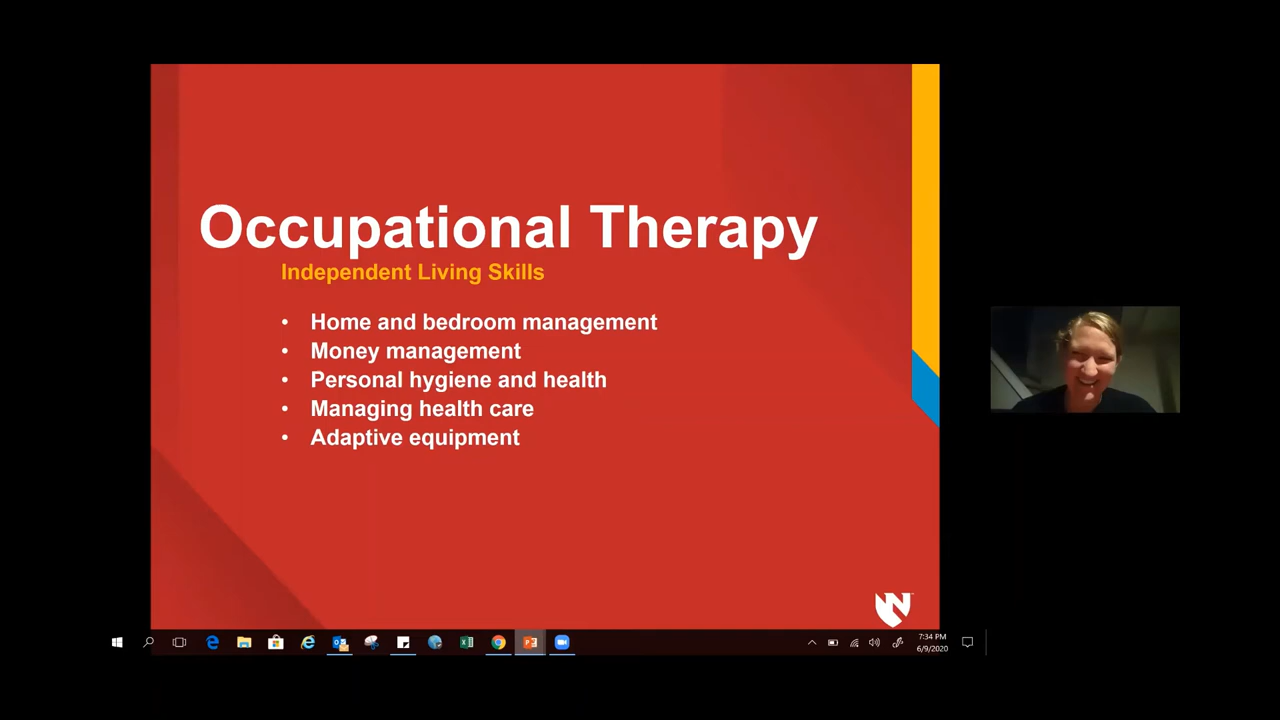 Occupational Therapy
Independent Living Skills
• Home and bedroom management
• Money management
• Personal hygiene and health
• Managing health care
• Adaptive equipment
7:34 PM
6/9/2020